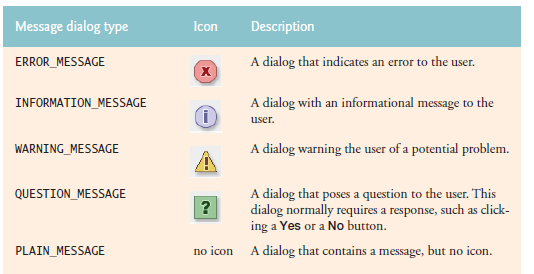 Message dialog type Icon Description
ERROR_MESSAGE A dialog that indicates an error to the user.
INFORMATION_MESSAGE A dialog with an informational message to the
user.
WARNING_MESSAGE A dialog warning the user of a potential problem.
QUESTION_MESSAGE A dialog that poses a question to the user. This
dialog normally requires a response, such as click-
ing a Yes or a No button.
PLAIN_MESSAGE no icon A dialog that contains a message, but no icon.